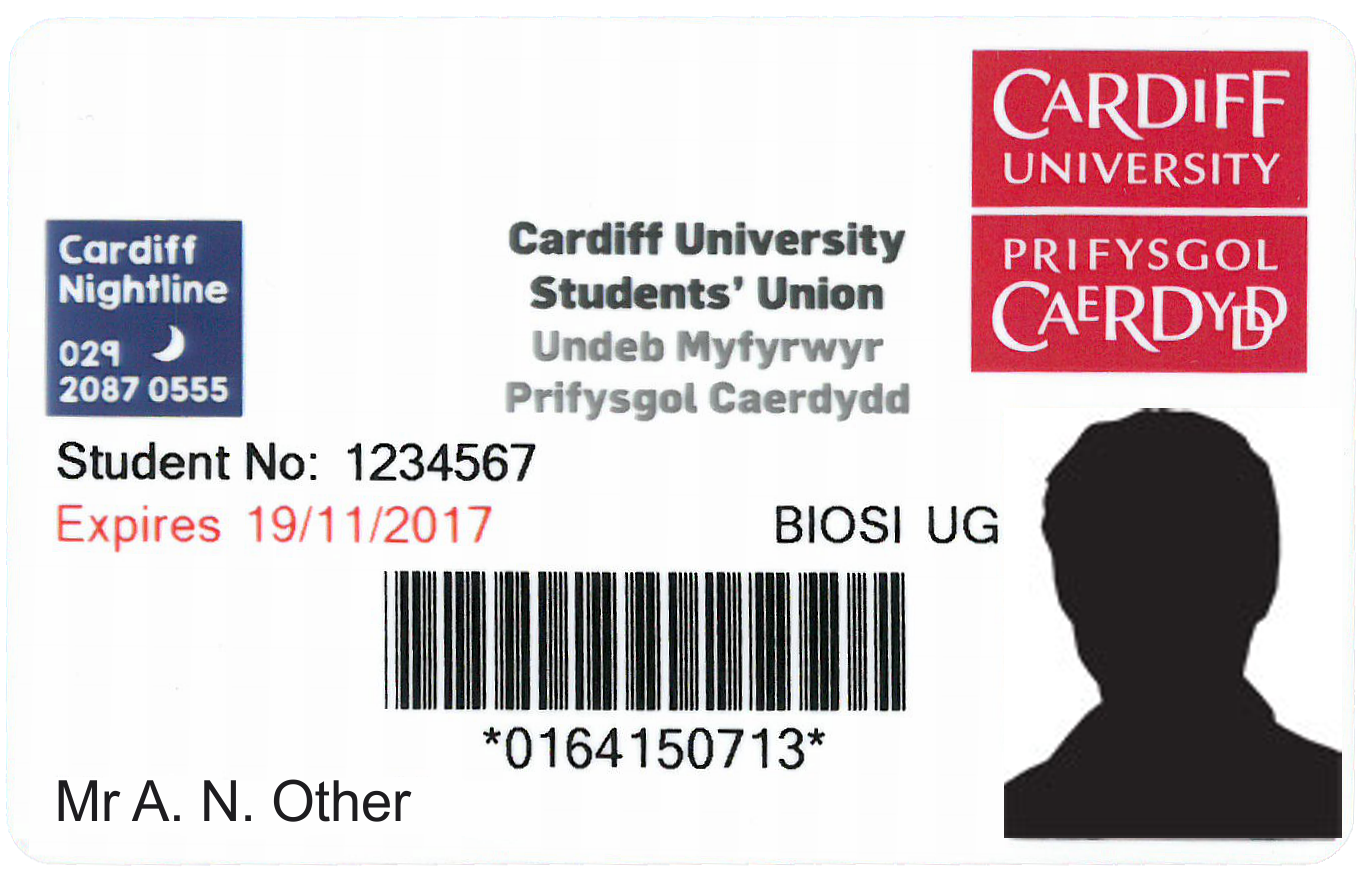 CARDIFF
UNIVERSITY
PRIFYSGOL
CAERDYDD
Cardiff
Nightline
029
2087 0555
Cardiff University
Students' Union
Undeb Myfyrwyr
Prifysgol Caerdydd
Student No: 1234567
Expires 19/11/2017
BIOSI UG
*0164150713*
Mr A. N. Other